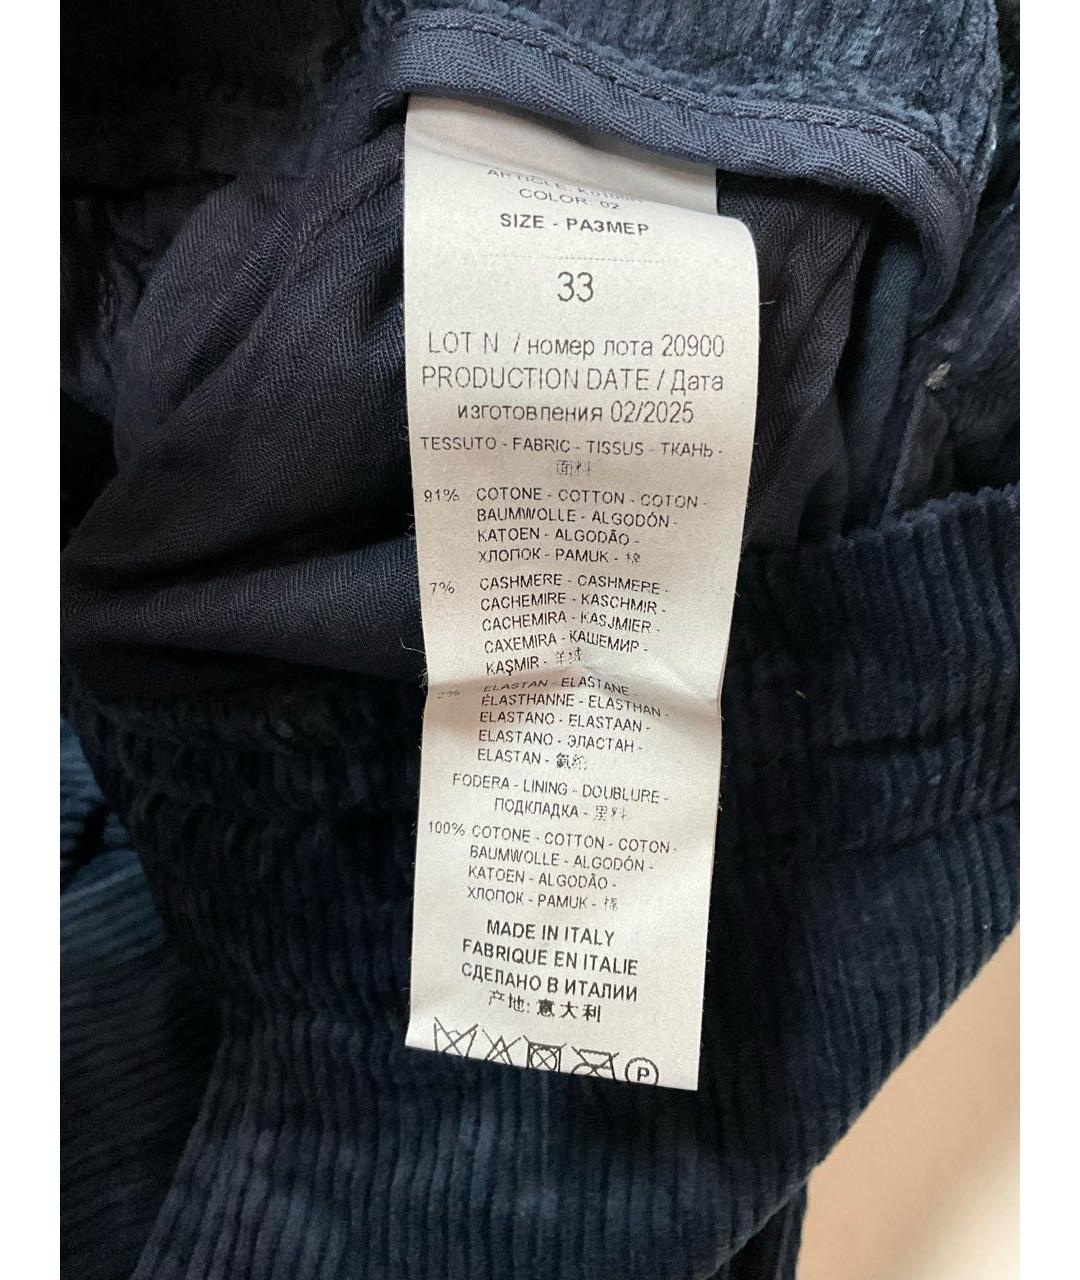 ARTICLE:
COLOR: 02
SIZE - РАЗМЕР
33
LOT N / номер лота 20900
PRODUCTION DATE / Дата
изготовления 02/2025
TESSUTO - FABRIC - TISSUS - ТКАНЬ -
面料
91% COTONE - COTTON - COTON -
BAUMWOLLE - ALGODÓN -
KATOEN - ALGODÃO -
ХЛОПОК - PAMUK - 棉
7% CASHMERE - CASHMERE -
CACHEMIRE - KASCHMIR -
CACHEMIRA - KASJMIER -
CAXEMIRA - КАШЕМИР -
KAŞMIR - 羊绒
2% ELASTAN - ELASTANE -
ÉLASTHANNE - ELASTHAN -
ELASTANO - ELASTAAN -
ELASTANO - ЭЛАСТАН -
ELASTAN - 氨纶
FODERA - LINING - DOUBLURE -
ПОДКЛАДКА - 里料
100% COTONE - COTTON - COTON -
BAUMWOLLE - ALGODÓN -
KATOEN - ALGODÃO -
ХЛОПОК - PAMUK - 棉
MADE IN ITALY
FABRIQUE EN ITALIE
СДЕЛАНО В ИТАЛИИ
产地: 意大利
P